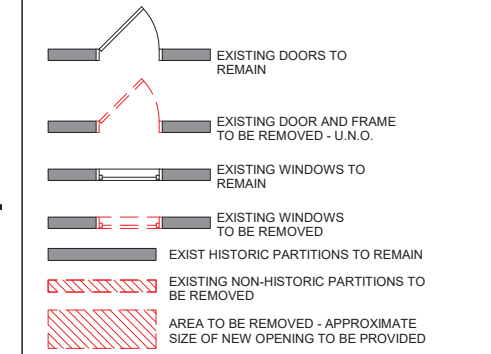 EXISTING DOORS TO
REMAIN
EXISTING DOOR AND FRAME
TO BE REMOVED - U.N.O.
EXISTING WINDOWS TO
REMAIN
EXISTING WINDOWS
TO BE REMOVED
EXIST HISTORIC PARTITIONS TO REMAIN
EXISTING NON-HISTORIC PARTITIONS TO
BE REMOVED
AREA TO BE REMOVED - APPROXIMATE
SIZE OF NEW OPENING TO BE PROVIDED